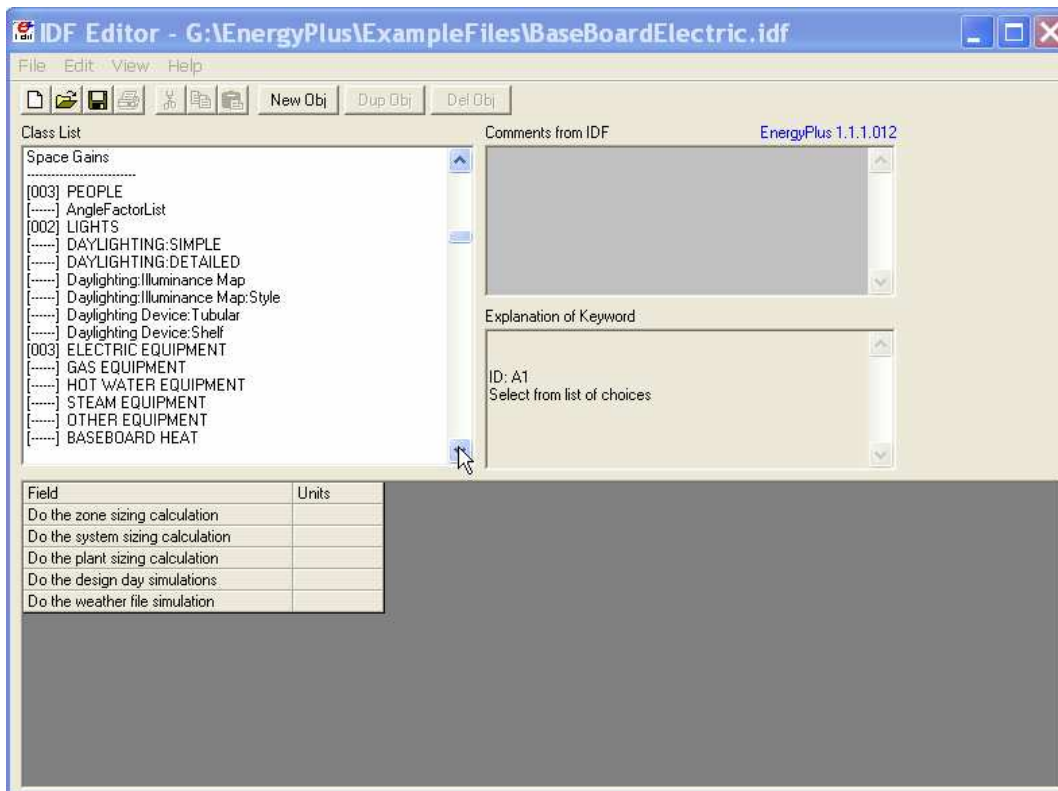 IDF Editor - G:\EnergyPlus\ExampleFiles\BaseBoardElectric.idf
File Edit View Help
New Obj Dup Obj Del Obj
Class List
Space Gains
---------------------------
[003] PEOPLE
[------] AngleFactorList
[002] LIGHTS
[------] DAYLIGHTING:SIMPLE
[------] DAYLIGHTING:DETAILED
[------] Daylighting:Illuminance Map
[------] Daylighting:Illuminance Map:Style
[------] Daylighting Device:Tubular
[------] Daylighting Device:Shelf
[003] ELECTRIC EQUIPMENT
[------] GAS EQUIPMENT
[------] HOT WATER EQUIPMENT
[------] STEAM EQUIPMENT
[------] OTHER EQUIPMENT
[------] BASEBOARD HEAT
Comments from IDF EnergyPlus 1.1.1.012
Explanation of Keyword
ID: A1
Select from list of choices
Field Units
Do the zone sizing calculation
Do the system sizing calculation
Do the plant sizing calculation
Do the design day simulations
Do the weather file simulation